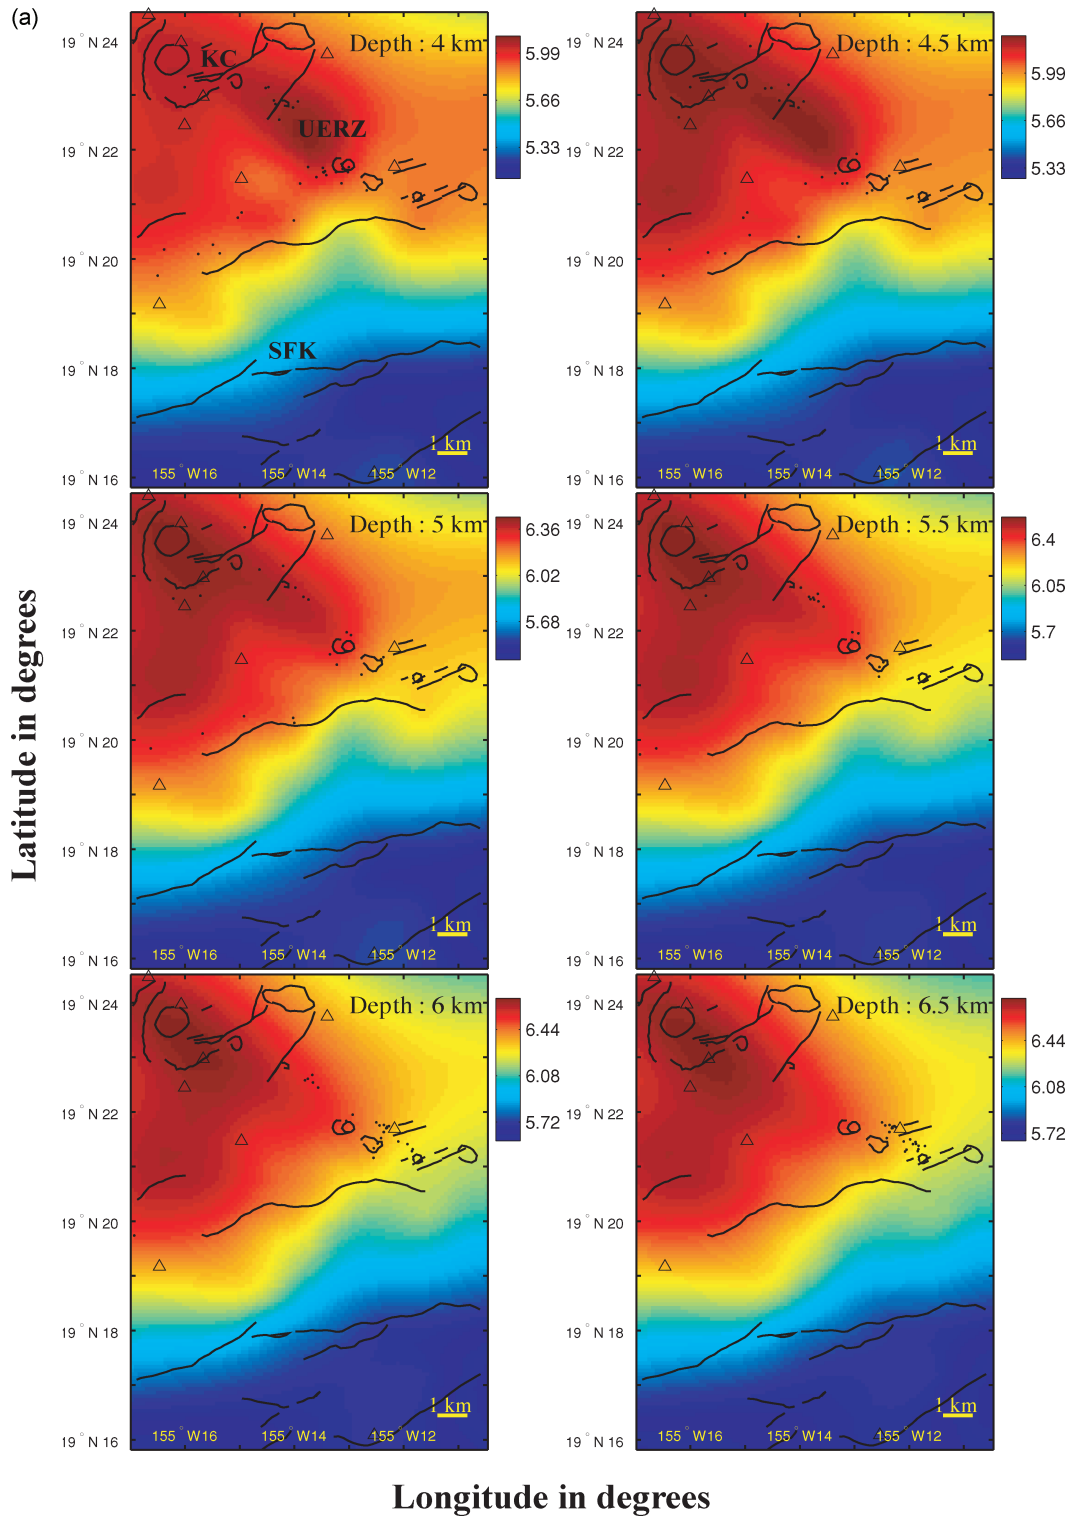 (a)
19° N 24
19° N 22
19° N 20
19° N 18
19° N 16
Depth : 4 km
KC
UERZ
SFK
1 km
155° W16
155° W14
155° W12
5.99
5.66
5.33
19° N 24
19° N 22
19° N 20
19° N 18
19° N 16
Depth : 4.5 km
1 km
155° W16
155° W14
155° W12
5.99
5.66
5.33
19° N 24
19° N 22
19° N 20
19° N 18
19° N 16
Depth : 5 km
1 km
155° W16
155° W14
155° W12
6.36
6.02
5.68
19° N 24
19° N 22
19° N 20
19° N 18
19° N 16
Depth : 5.5 km
1 km
155° W16
155° W14
155° W12
6.4
6.05
5.7
19° N 24
19° N 22
19° N 20
19° N 18
19° N 16
Depth : 6 km
1 km
155° W16
155° W14
155° W12
6.44
6.08
5.72
19° N 24
19° N 22
19° N 20
19° N 18
19° N 16
Depth : 6.5 km
1 km
155° W16
155° W14
155° W12
6.44
6.08
5.72
Latitude in degrees
Longitude in degrees